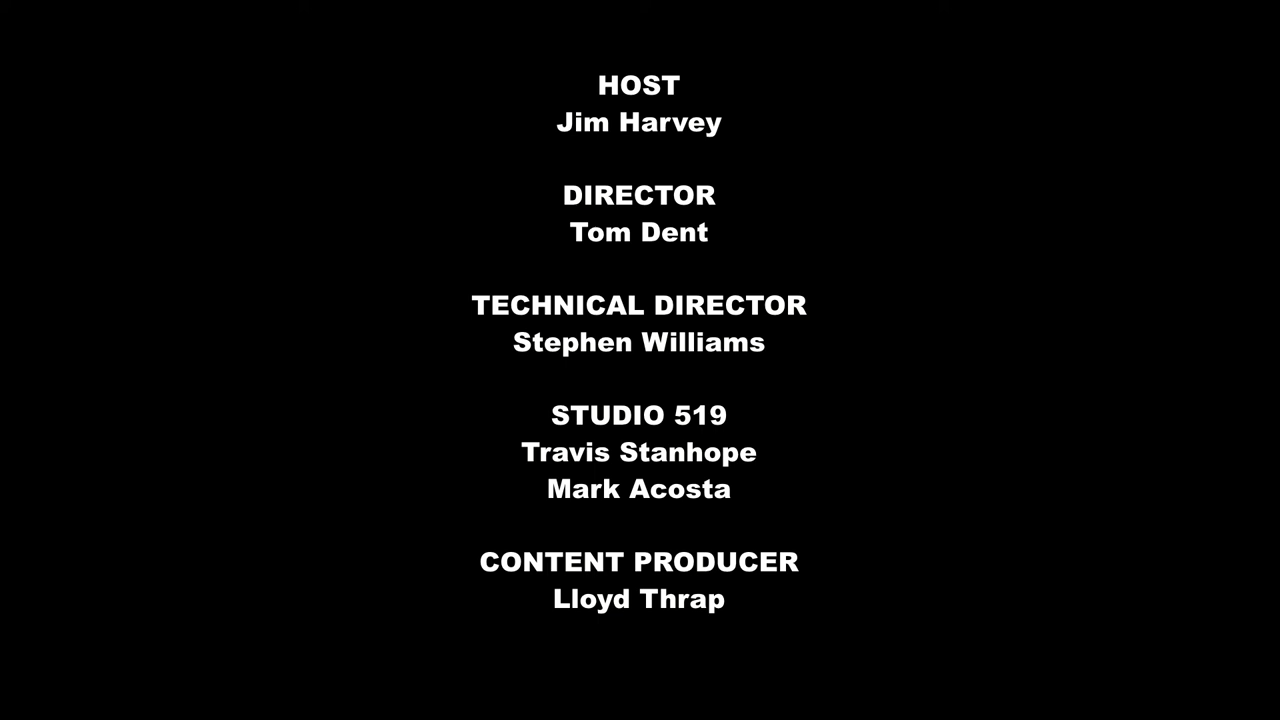 HOST
Jim Harvey
DIRECTOR
Tom Dent
TECHNICAL DIRECTOR
Stephen Williams
STUDIO 519
Travis Stanhope
Mark Acosta
CONTENT PRODUCER
Lloyd Thrap